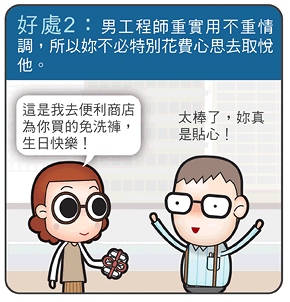 好處2：男工程師重實用不重情
調，所以妳不必特別花費心思去取悅
他。
這是我去便利商店
為你買的免洗褲，
生日快樂！
太棒了，妳真
是貼心！